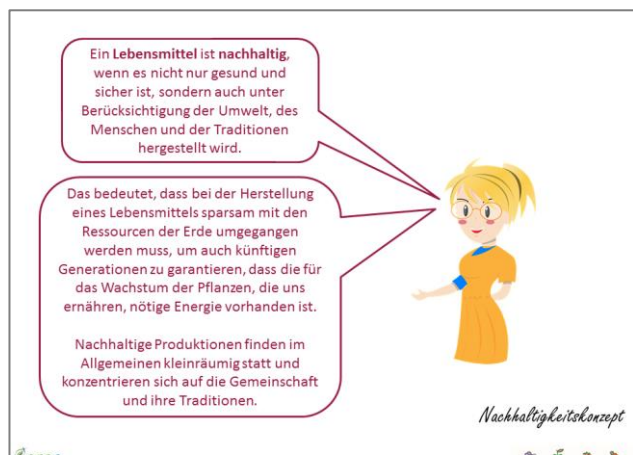 Ein Lebensmittel ist nachhaltig,
wenn es nicht nur gesund und
sicher ist, sondern auch unter
Berücksichtigung der Umwelt, des
Menschen und der Traditionen
hergestellt wird.
Das bedeutet, dass bei der Herstellung
eines Lebensmittels sparsam mit den
Ressourcen der Erde umgegangen
werden muss, um auch künftigen
Generationen zu garantieren, dass die für
das Wachstum der Pflanzen, die uns
ernähren, nötige Energie vorhanden ist.
Nachhaltige Produktionen finden im
Allgemeinen kleinräumig statt und
konzentrieren sich auf die Gemeinschaft
und ihre Traditionen.
Nachhaltigkeitskonzept